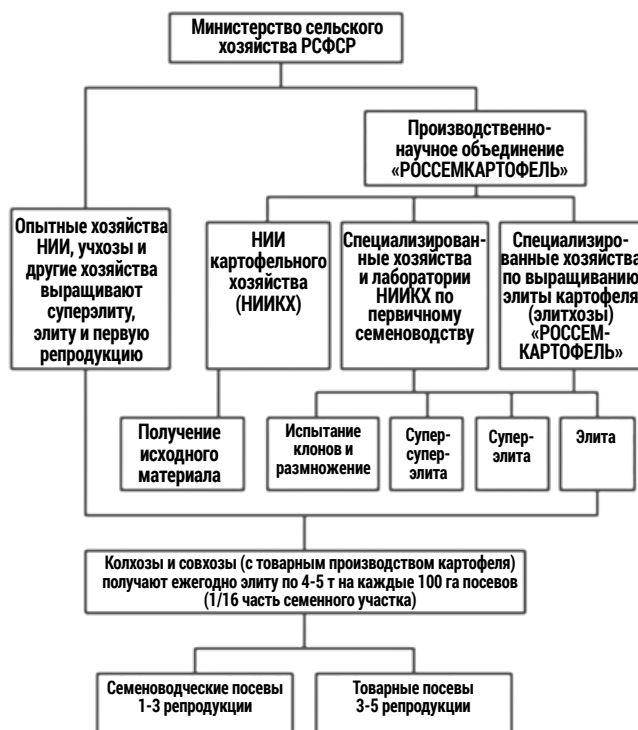 Министерство сельского
хозяйства РСФСР
Производственно-
научное объединение
«РОССЕМКАРТОФЕЛЬ»
Опытные хозяйства
НИИ, учхозы и
другие хозяйства
выращивают
суперэлиту,
элиту и первую
репродукцию
НИИ
картофельного
хозяйства
(НИИКХ)
Специализирован-
ные хозяйства
и лаборатории
НИИКХ по
первичному
семеноводству
Специализиро-
ванные хозяйства
по выращиванию
элиты картофеля
(элитхозы)
«РОССЕМ-
КАРТОФЕЛЬ»
Получение
исходного
материала
Испытание
клонов и
размножение
Супер-
супер-
элита
Супер-
элита
Элита
Колхозы и совхозы (с товарным производством картофеля)
получают ежегодно элиту по 4-5 т на каждые 100 га посевов
(1/16 часть семенного участка)
Семеноводческие посевы
1-3 репродукции
Товарные посевы
3-5 репродукции